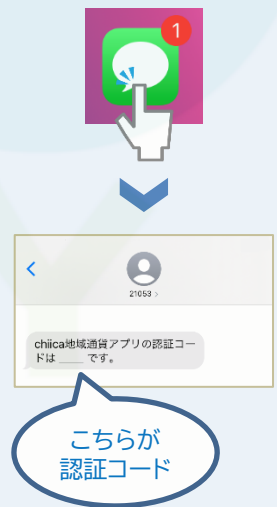 1
21053 >
chiica地域通貨アプリの認証コー
ドは ____ です。
こちらが
認証コード